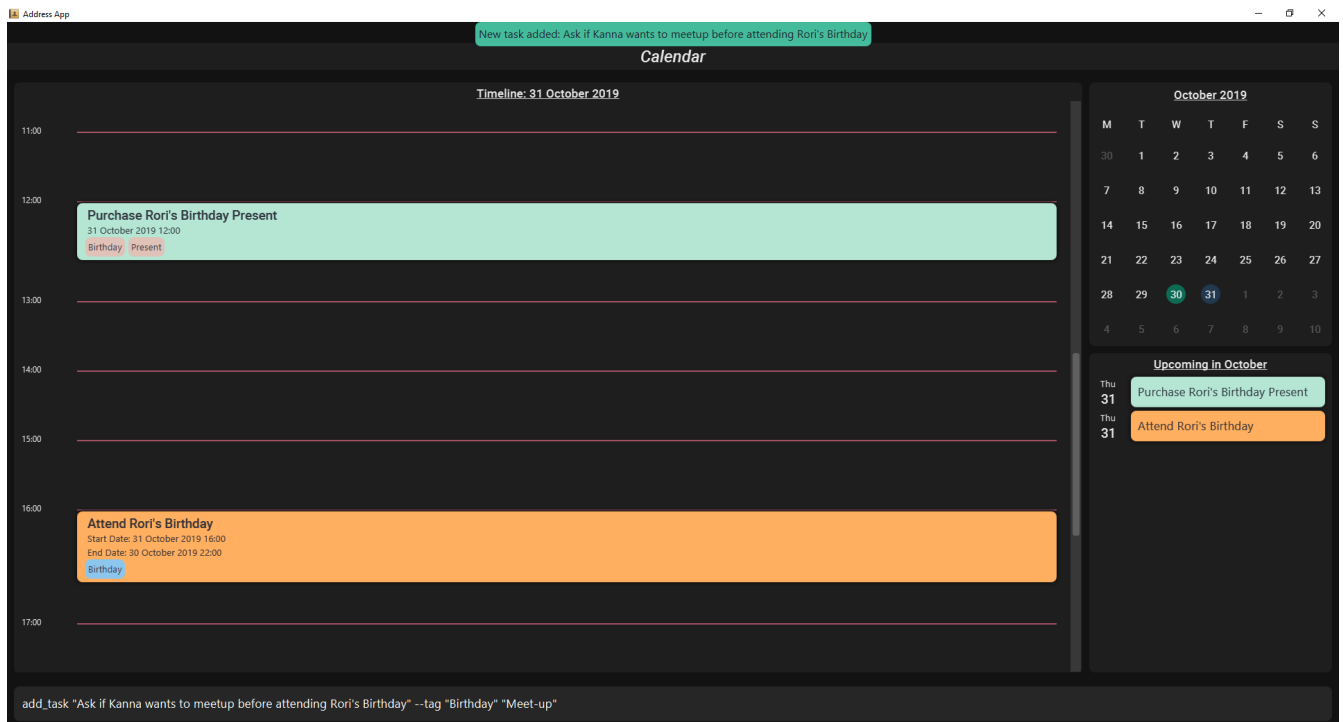 Address App
New task added: Ask if Kanna wants to meetup before attending Rori's Birthday
Calendar
Timeline: 31 October 2019
11:00
12:00
Purchase Rori's Birthday Present
31 October 2019 12:00
Birthday Present
13:00
14:00
15:00
16:00
Attend Rori's Birthday
Start Date: 31 October 2019 16:00
End Date: 30 October 2019 22:00
Birthday
17:00
October 2019
M T W T F S S
30 1 2 3 4 5 6
7 8 9 10 11 12 13
14 15 16 17 18 19 20
21 22 23 24 25 26 27
28 29 30 31 1 2 3
4 5 6 7 8 9 10
Upcoming in October
Thu
31
Purchase Rori's Birthday Present
Thu
31
Attend Rori's Birthday
add_task "Ask if Kanna wants to meetup before attending Rori's Birthday" --tag "Birthday" "Meet-up"